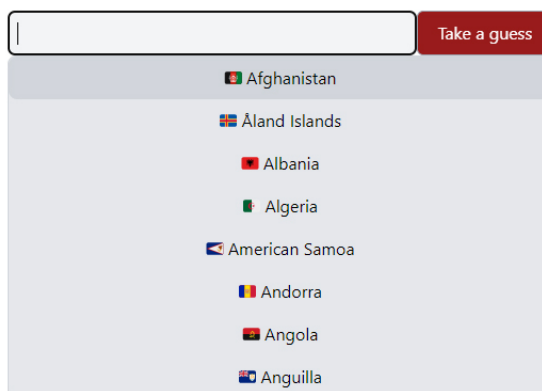 Take a guess
Afghanistan
Åland Islands
Albania
Algeria
American Samoa
Andorra
Angola
Anguilla